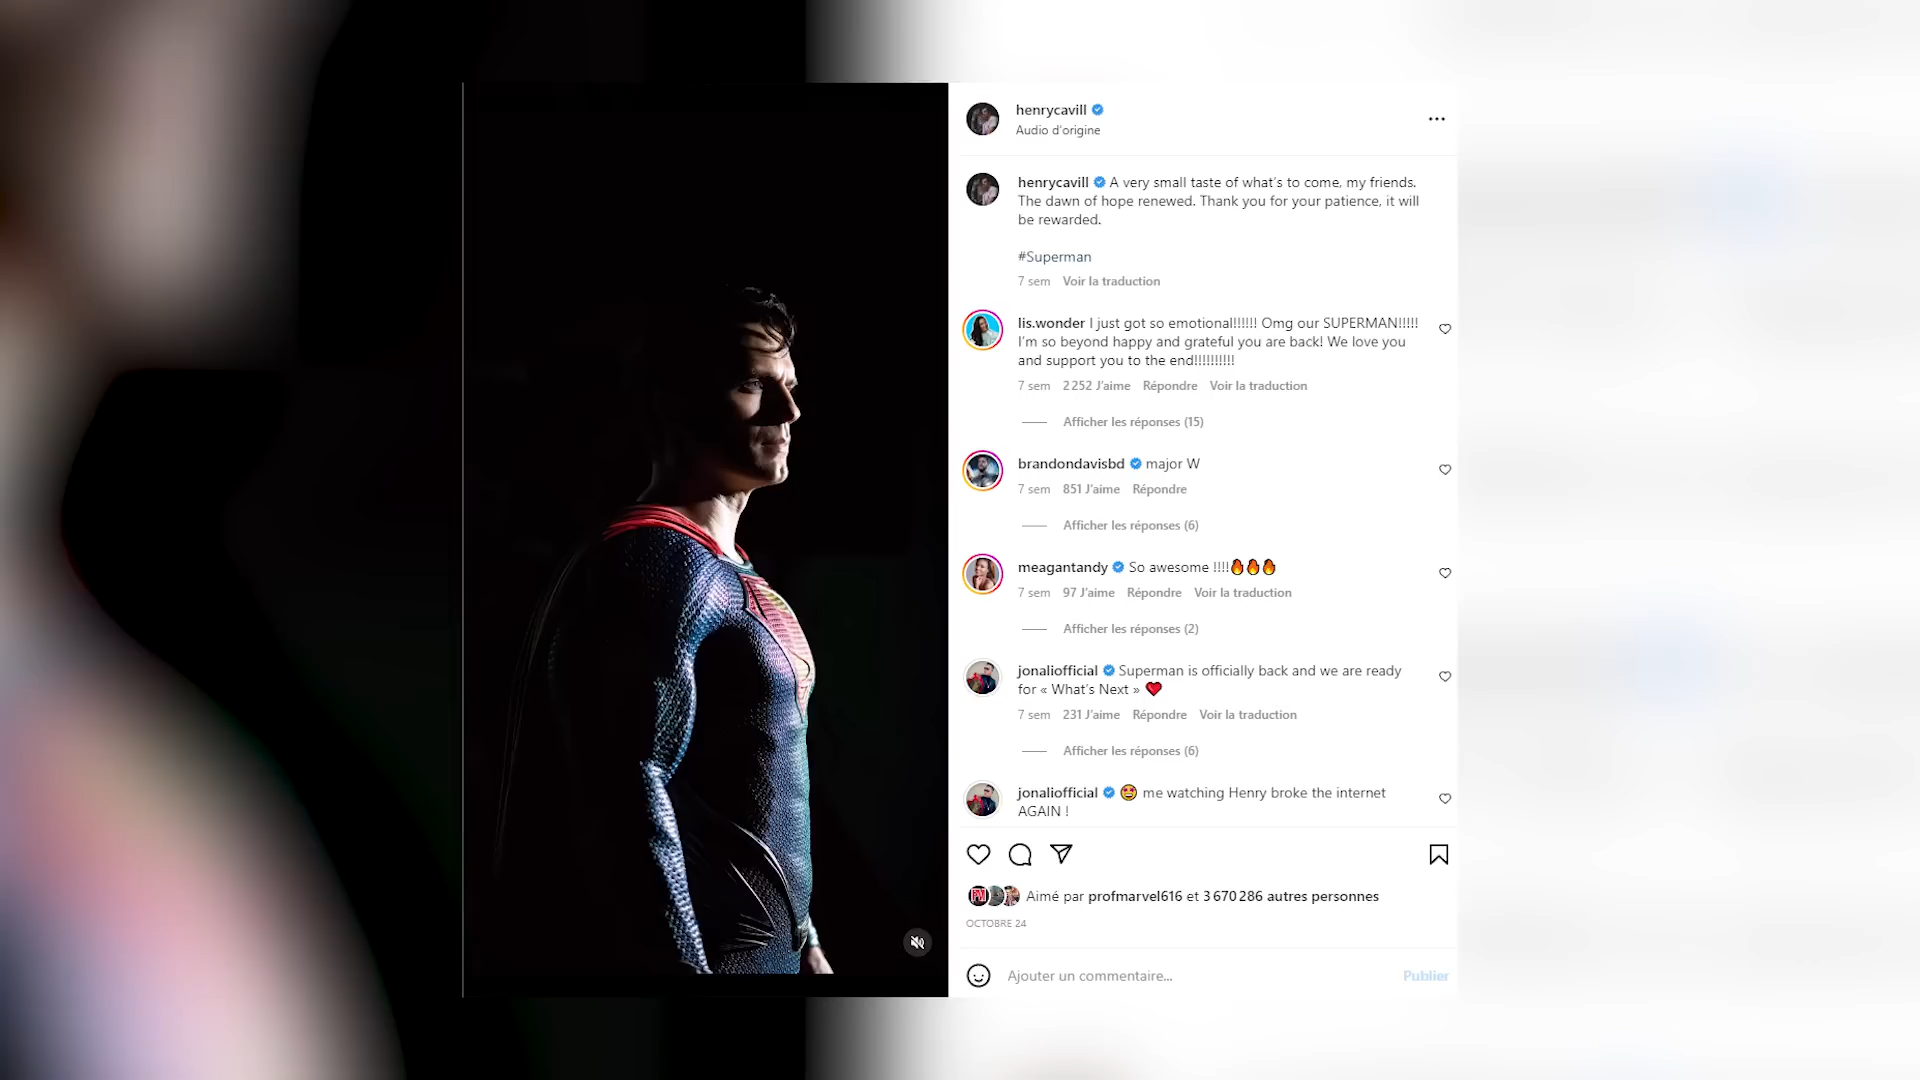 henrycavill
Audio d'origine
henrycavill A very small taste of what's to come, my friends.
The dawn of hope renewed. Thank you for your patience, it will
be rewarded.
#Superman
7 sem Voir la traduction
lis.wonder I just got so emotional!!!!!! Omg our SUPERMAN!!!!!
I'm so beyond happy and grateful you are back! We love you
and support you to the end!!!!!!!!!!
7 sem 2 252 J'aime Répondre Voir la traduction
Afficher les réponses (15)
brandondavisbd major W
7 sem 851 J'aime Répondre
Afficher les réponses (6)
meagantandy So awesome !!!!🔥🔥🔥
7 sem 97 J'aime Répondre Voir la traduction
Afficher les réponses (2)
jonaliofficial Superman is officially back and we are ready
for « What's Next » ❤️
7 sem 231 J'aime Répondre Voir la traduction
Afficher les réponses (6)
jonaliofficial 🤩 me watching Henry broke the internet
AGAIN !
Aimé par profmarvel616 et 3 670 286 autres personnes
OCTOBRE 24
Ajouter un commentaire... Publier